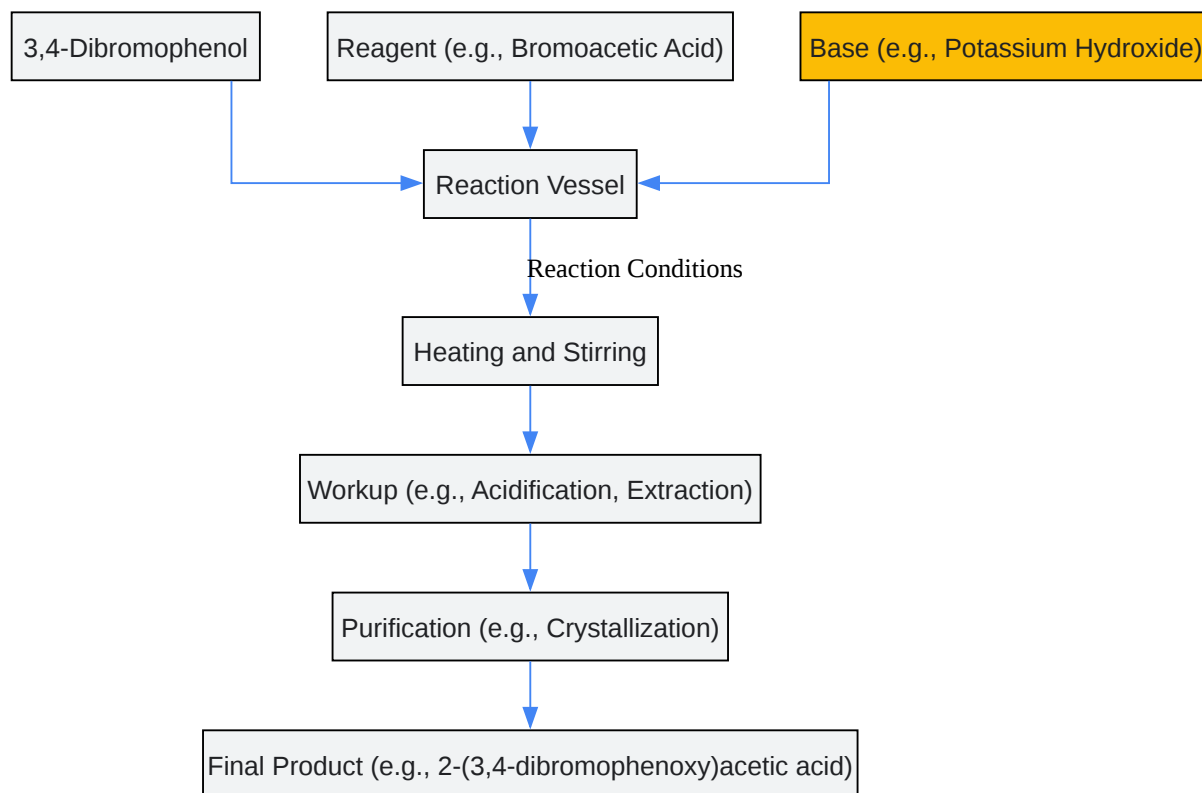 3,4-Dibromophenol
Reagent (e.g., Bromoacetic Acid)
Base (e.g., Potassium Hydroxide)
Reaction Vessel
Reaction Conditions
Heating and Stirring
Workup (e.g., Acidification, Extraction)
Purification (e.g., Crystallization)
Final Product (e.g., 2-(3,4-dibromophenoxy)acetic acid)